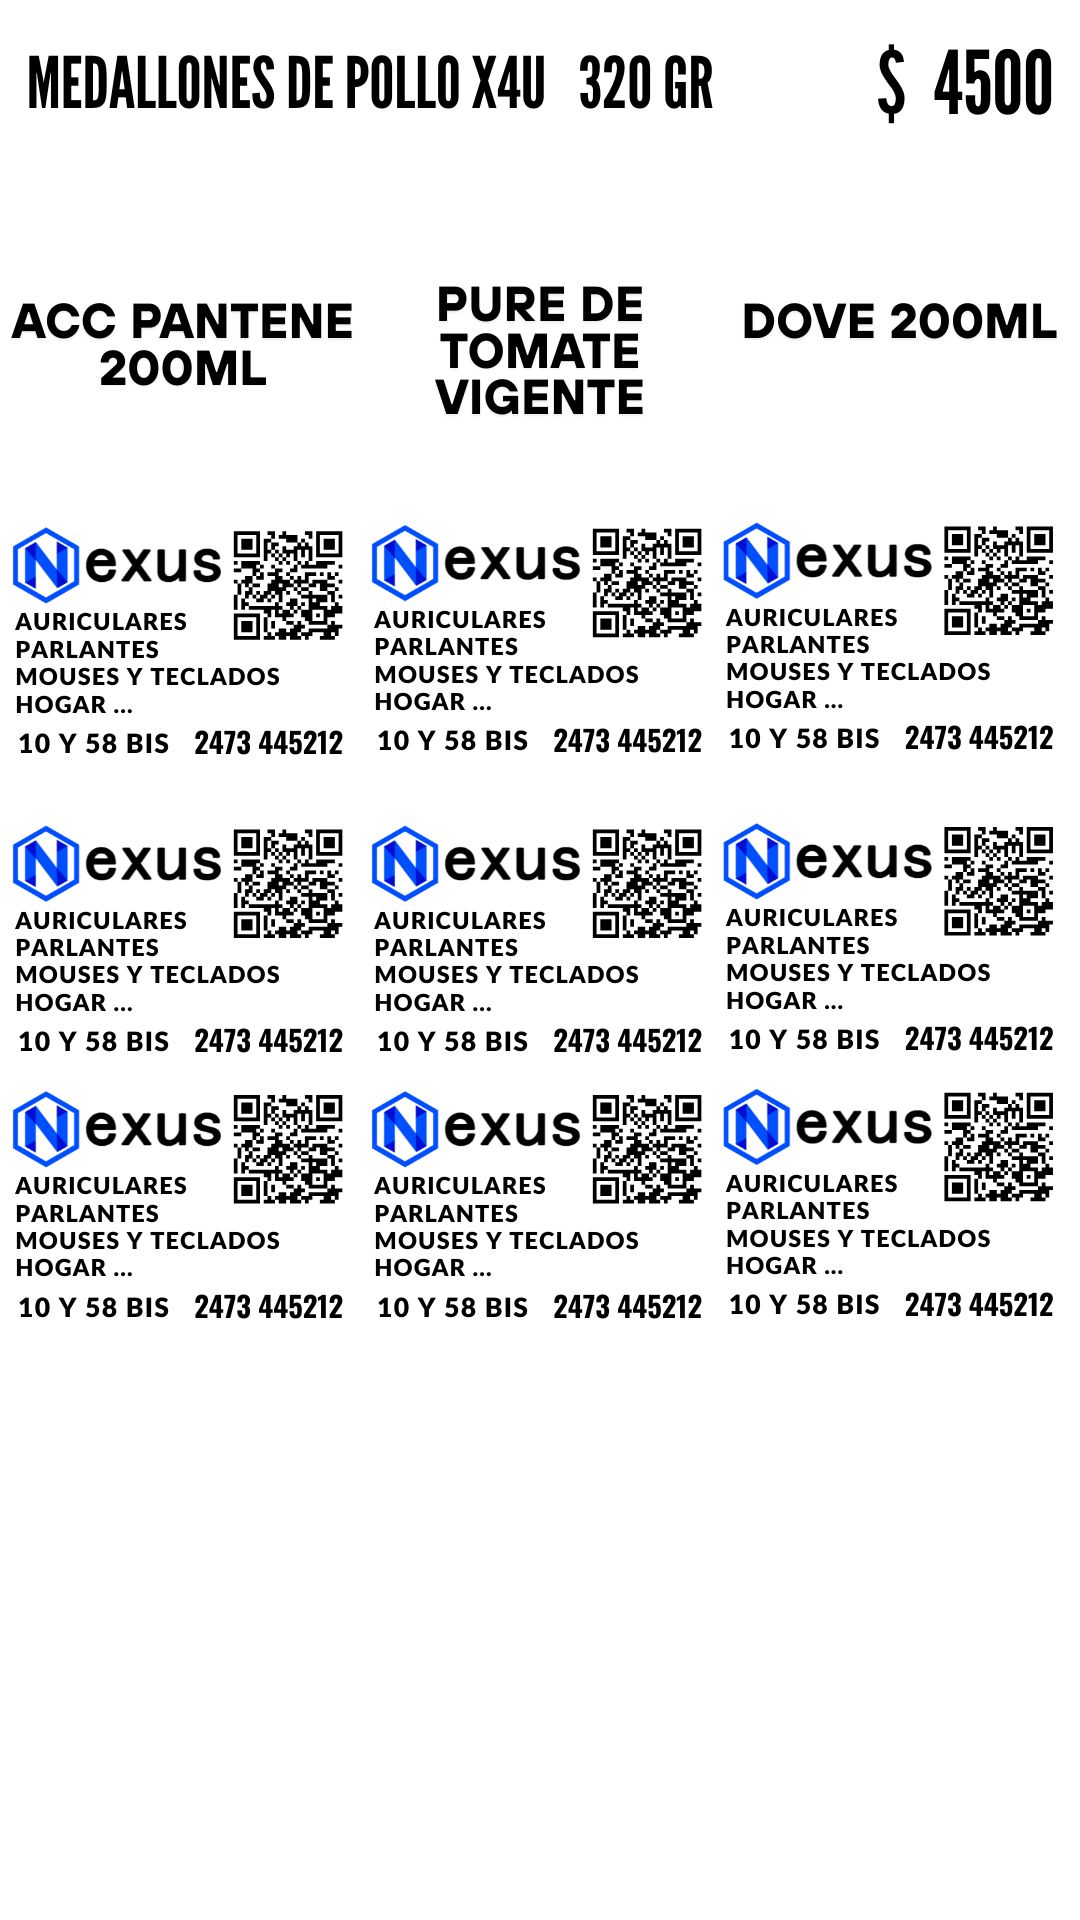 MEDALLONES DE POLLO X4U 320 GR $ 4500
ACC PANTENE
200ML
PURE DE
TOMATE
VIGENTE
DOVE 200ML
Nexus
AURICULARES
PARLANTES
MOUSES Y TECLADOS
HOGAR ...
10 Y 58 BIS 2473 445212
Nexus
AURICULARES
PARLANTES
MOUSES Y TECLADOS
HOGAR ...
10 Y 58 BIS 2473 445212
Nexus
AURICULARES
PARLANTES
MOUSES Y TECLADOS
HOGAR ...
10 Y 58 BIS 2473 445212
Nexus
AURICULARES
PARLANTES
MOUSES Y TECLADOS
HOGAR ...
10 Y 58 BIS 2473 445212
Nexus
AURICULARES
PARLANTES
MOUSES Y TECLADOS
HOGAR ...
10 Y 58 BIS 2473 445212
Nexus
AURICULARES
PARLANTES
MOUSES Y TECLADOS
HOGAR ...
10 Y 58 BIS 2473 445212
Nexus
AURICULARES
PARLANTES
MOUSES Y TECLADOS
HOGAR ...
10 Y 58 BIS 2473 445212
Nexus
AURICULARES
PARLANTES
MOUSES Y TECLADOS
HOGAR ...
10 Y 58 BIS 2473 445212
Nexus
AURICULARES
PARLANTES
MOUSES Y TECLADOS
HOGAR ...
10 Y 58 BIS 2473 445212